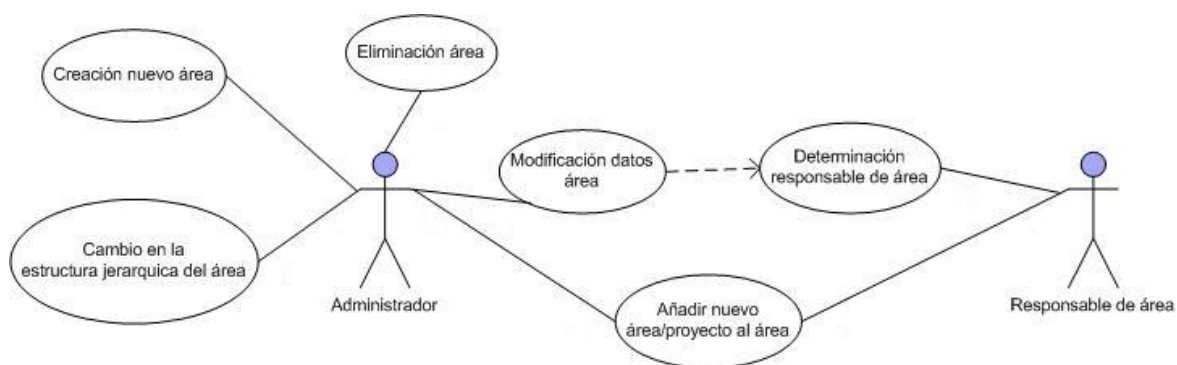 Eliminación área
Creación nuevo área
Modificación datos
área
Determinación
responsable de área
Cambio en la
estructura jerarquica del área
Administrador
Añadir nuevo
área/proyecto al área
Responsable de área